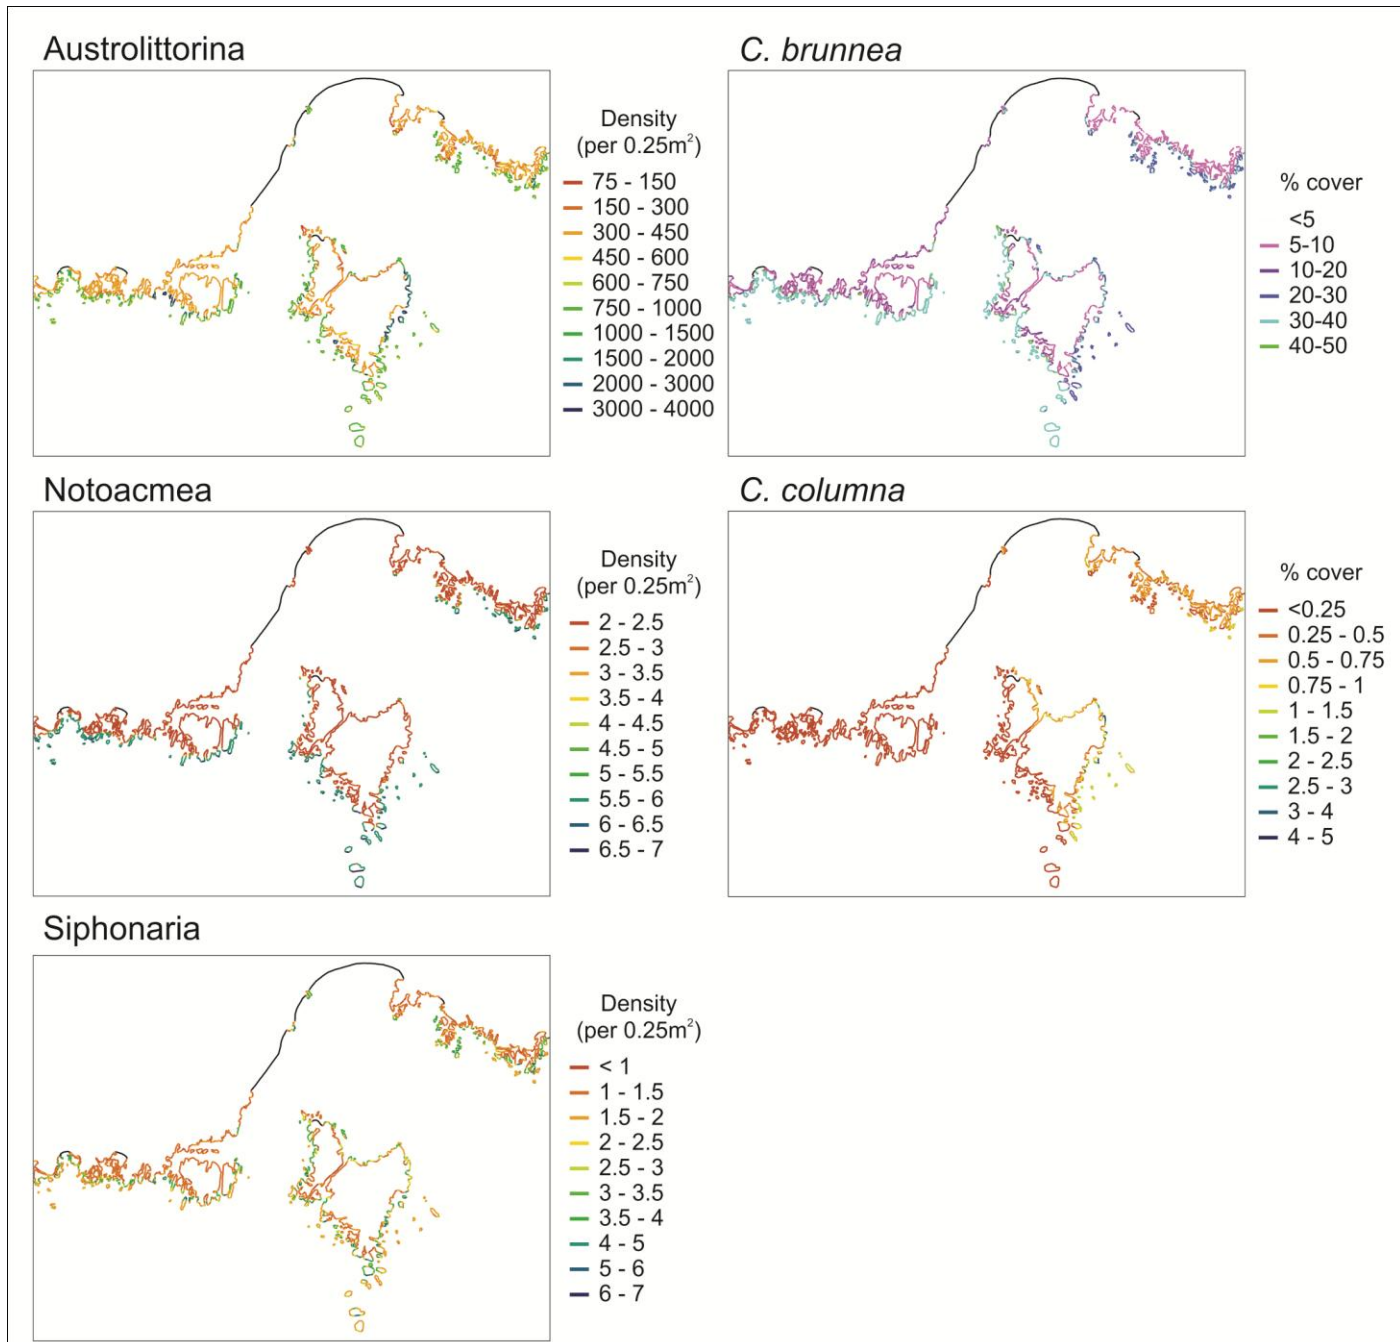 Austrolittorina
Density
(per 0.25m²)
75 - 150
150 - 300
300 - 450
450 - 600
600 - 750
750 - 1000
1000 - 1500
1500 - 2000
2000 - 3000
3000 - 4000
C. brunnea
% cover
<5
5-10
10-20
20-30
30-40
40-50
Notoacmea
Density
(per 0.25m²)
2 - 2.5
2.5 - 3
3 - 3.5
3.5 - 4
4 - 4.5
4.5 - 5
5 - 5.5
5.5 - 6
6 - 6.5
6.5 - 7
C. columna
% cover
<0.25
0.25 - 0.5
0.5 - 0.75
0.75 - 1
1 - 1.5
1.5 - 2
2 - 2.5
2.5 - 3
3 - 4
4 - 5
Siphonaria
Density
(per 0.25m²)
< 1
1 - 1.5
1.5 - 2
2 - 2.5
2.5 - 3
3 - 3.5
3.5 - 4
4 - 5
5 - 6
6 - 7